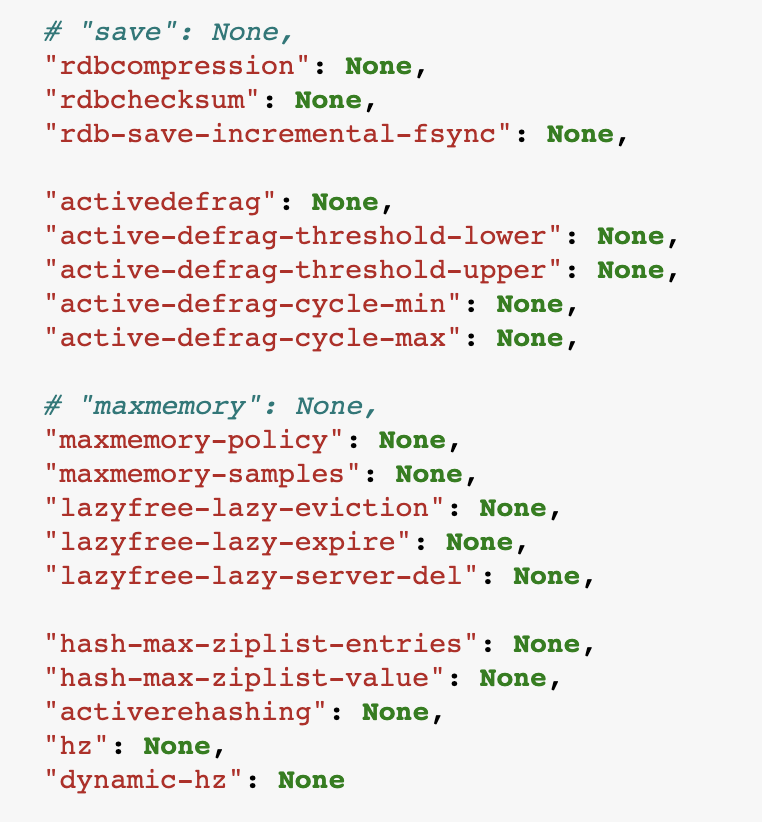 # "save": None,
"rdbcompression": None,
"rdbchecksum": None,
"rdb-save-incremental-fsync": None,
"activedefrag": None,
"active-defrag-threshold-lower": None,
"active-defrag-threshold-upper": None,
"active-defrag-cycle-min": None,
"active-defrag-cycle-max": None,
# "maxmemory": None,
"maxmemory-policy": None,
"maxmemory-samples": None,
"lazyfree-lazy-eviction": None,
"lazyfree-lazy-expire": None,
"lazyfree-lazy-server-del": None,
"hash-max-ziplist-entries": None,
"hash-max-ziplist-value": None,
"activerehashing": None,
"hz": None,
"dynamic-hz": None